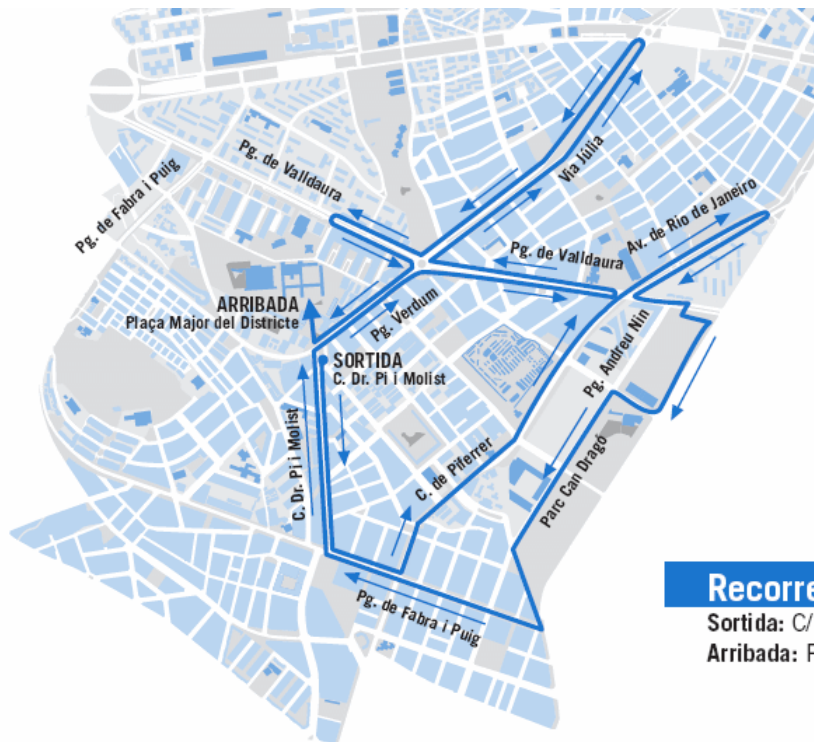 Via Júlia
Pg. de Valldaura
Pg. de Fabra i Puig
Av. de Rio de Janeiro
Pg. de Valldaura
ARRIBADA
Plaça Major del Districte
Pg. Verdum
Pg. Andreu Nin
SORTIDA
C. Dr. Pi i Molist
C. Dr. Pi i Molist
C. de Piferrer
Parc Can Dragó
Pg. de Fabra i Puig
Recorre
Sortida: C/
Arribada: P